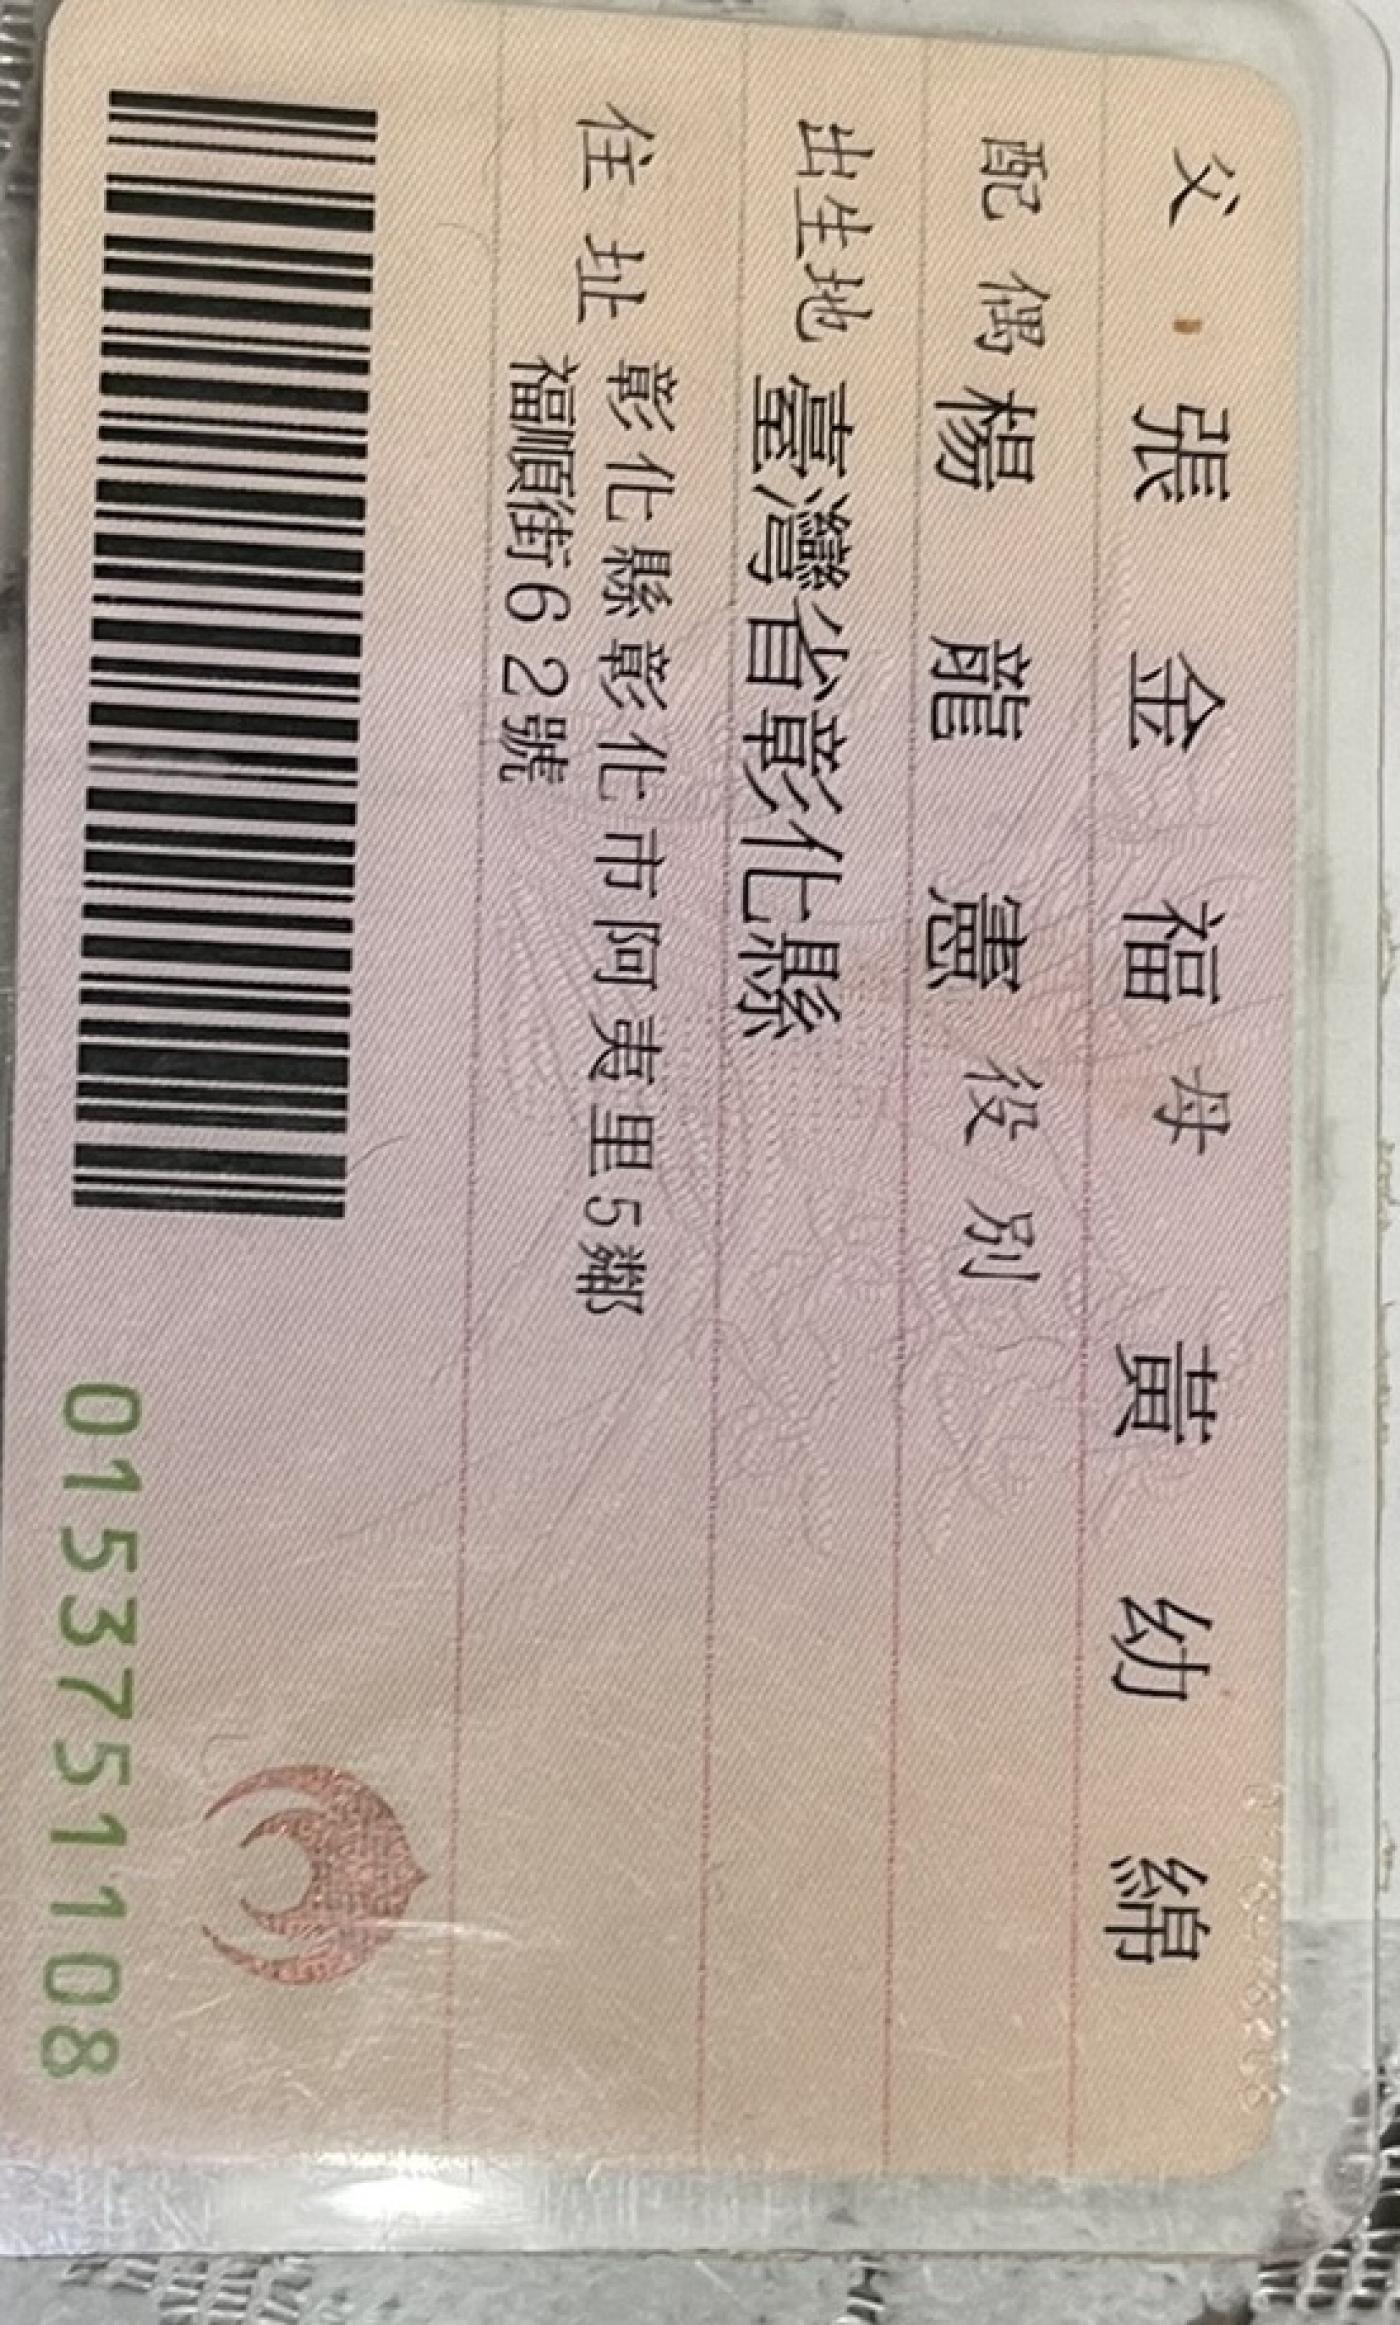 父 張金福 母 黃幼綿
配偶 楊龍憲 役別
出生地 臺灣省彰化縣
住址 彰化縣彰化市阿夷里5鄰
福順街62號
0153751108